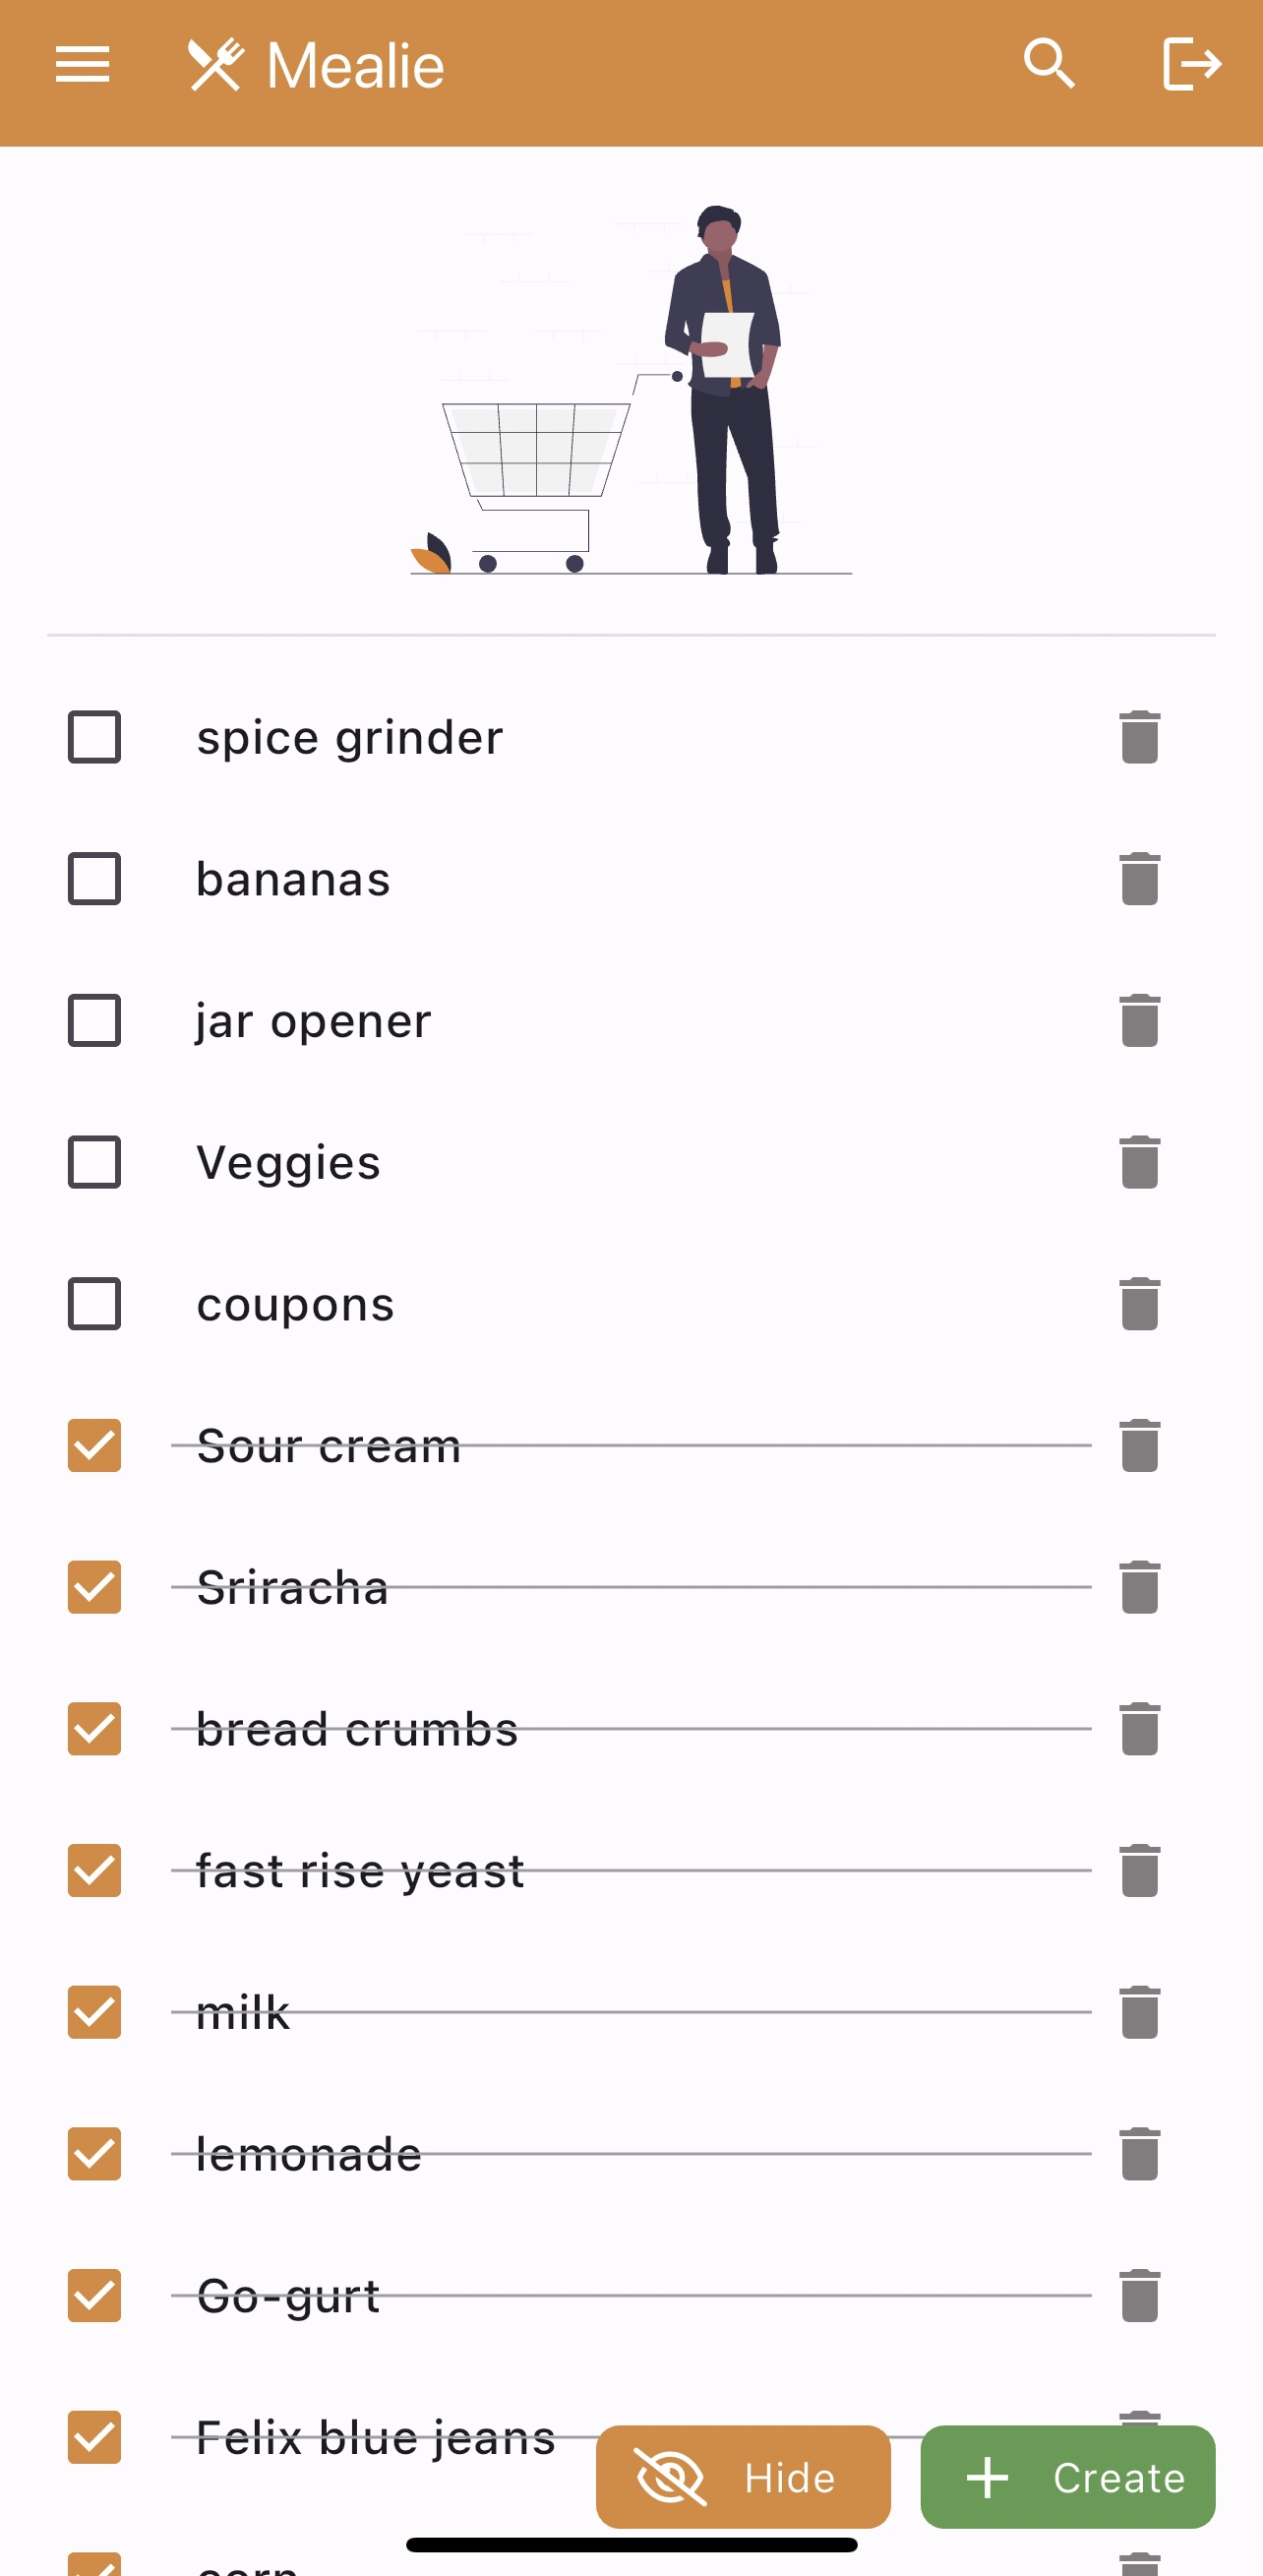 Mealie
spice grinder
bananas
jar opener
Veggies
coupons
Sour cream
Sriracha
bread crumbs
fast rise yeast
milk
lemonade
Go-gurt
Felix blue jeans
Hide
Create